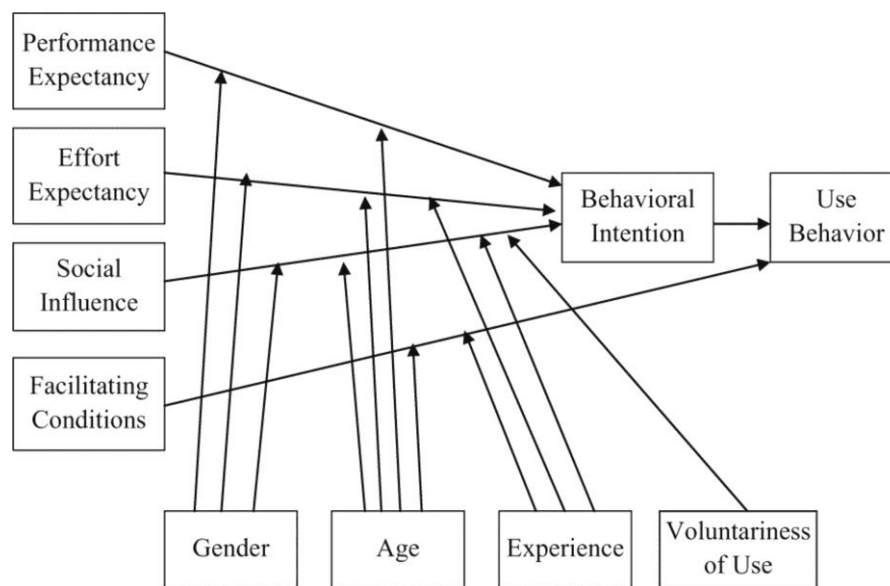 Performance
Expectancy
Effort
Expectancy
Social
Influence
Facilitating
Conditions
Behavioral
Intention
Use
Behavior
Gender
Age
Experience
Voluntariness
of Use